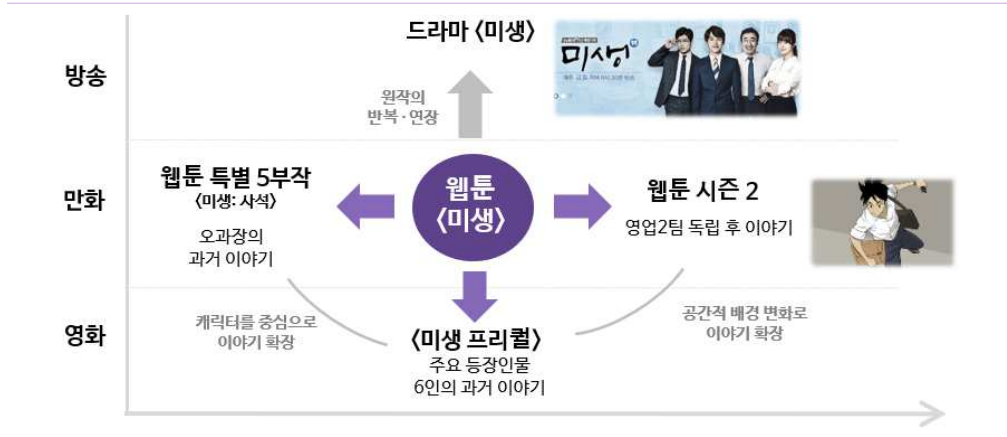 드라마 〈미생〉
방송
미생
원작의
반복 · 연장
웹툰 특별 5부작
〈미생: 사석〉
만화
오과장의
과거 이야기
웹툰
〈미생〉
웹툰 시즌 2
영업2팀 독립 후 이야기
영화
캐릭터를 중심으로
이야기 확장
〈미생 프리퀄〉
주요 등장인물
6인의 과거 이야기
공간적 배경 변화로
이야기 확장